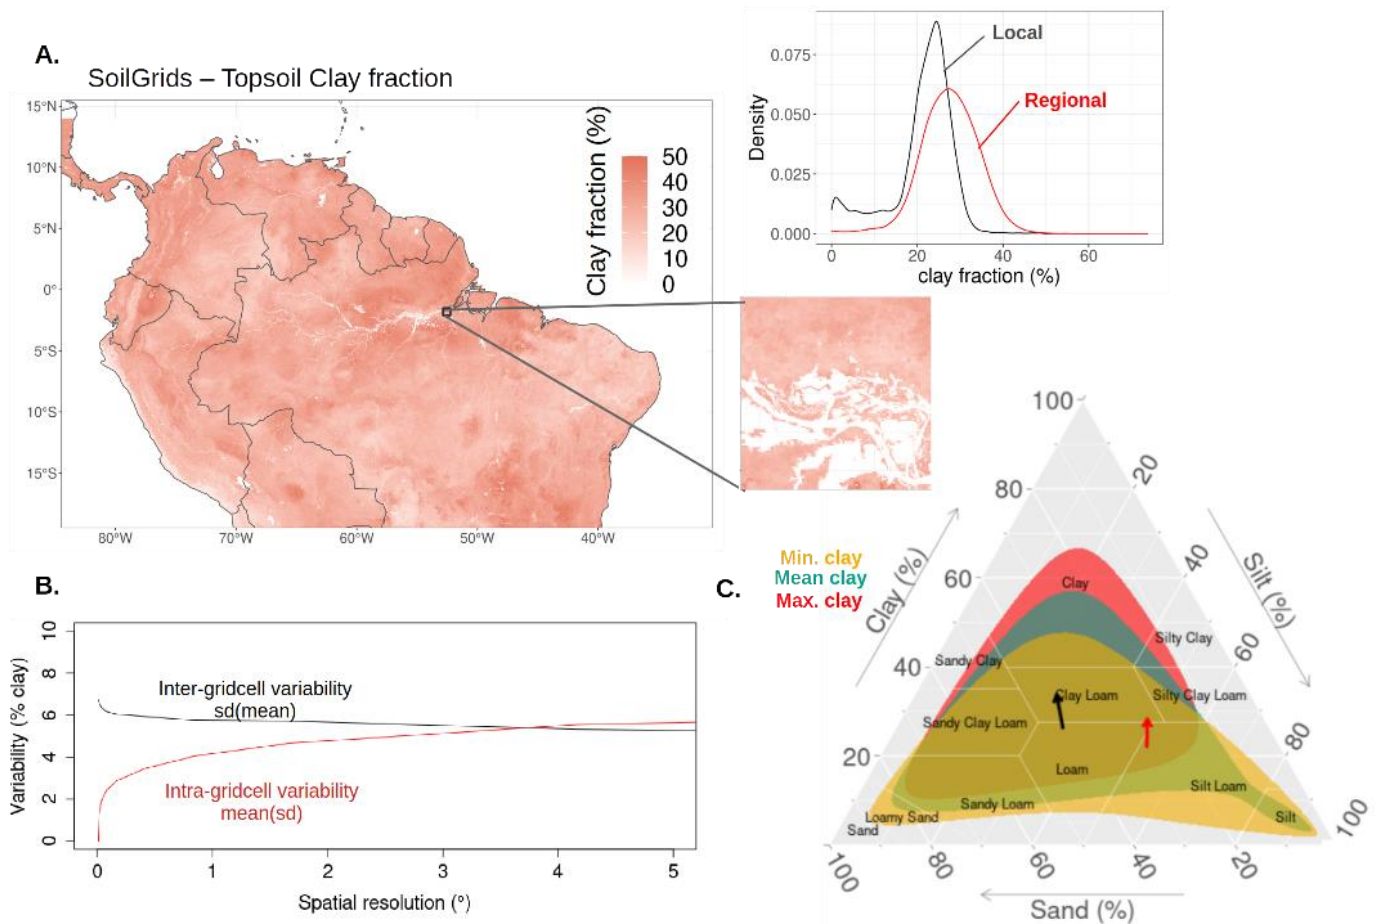 A.
SoilGrids – Topsoil Clay fraction
15°N
10°N
5°N
0°
5°S
10°S
15°S
80°W
70°W
60°W
50°W
40°W
Clay fraction (%)
50
40
30
20
10
0
Local
Regional
Density
0.075
0.050
0.025
0.000
0
20
40
60
clay fraction (%)
B.
Variability (% clay)
10
8
6
4
2
0
Inter-gridcell variability
sd(mean)
Intra-gridcell variability
mean(sd)
0
1
2
3
4
5
Spatial resolution (°)
C.
Min. clay
Mean clay
Max. clay
100
80
60
40
20
Clay (%)
20
40
60
80
100
Silt (%)
Clay
Silty Clay
Sandy Clay
Clay Loam
Silty Clay Loam
Sandy Clay Loam
Loam
Silt Loam
Sandy Loam
Loamy Sand
Silt
Sand
100
80
60
40
20
Sand (%)